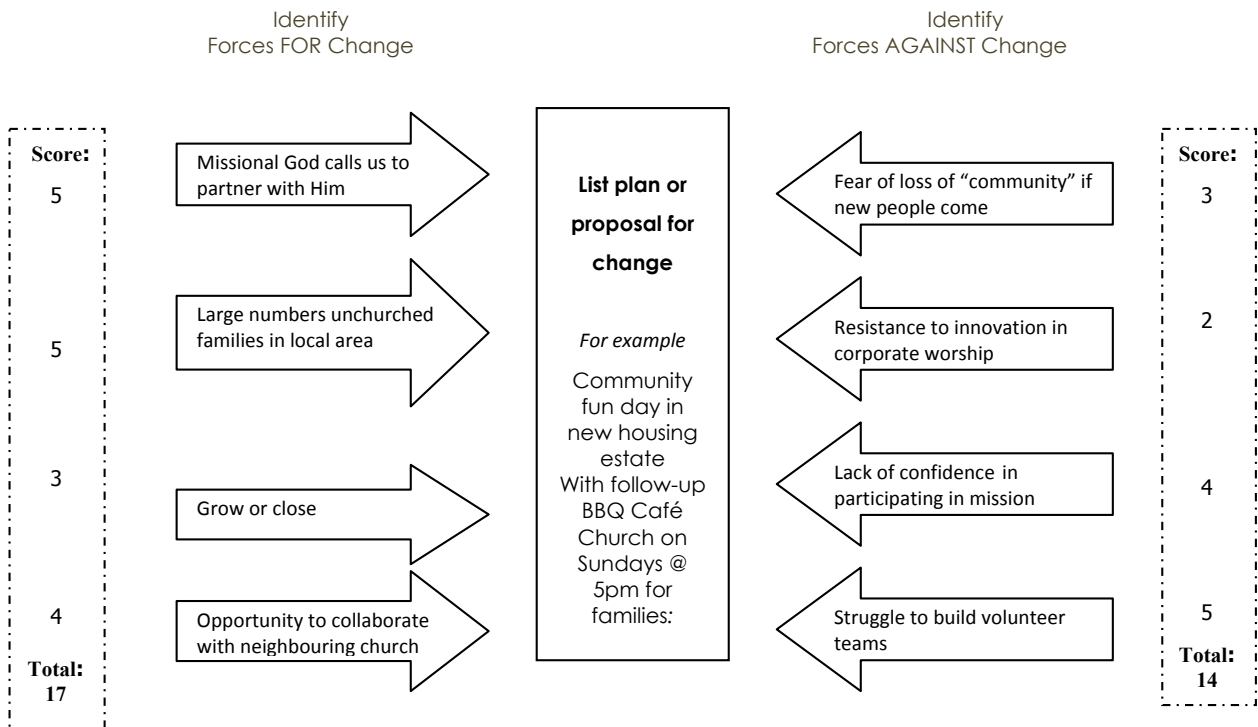 Identify
Forces FOR Change
Identify
Forces AGAINST Change
Score:
5
5
3
4
Total:
17
Missional God calls us to
partner with Him
Large numbers unchurched
families in local area
Grow or close
Opportunity to collaborate
with neighbouring church
List plan or
proposal for
change
For example
Community
fun day in
new housing
estate
With follow-up
BBQ Café
Church on
Sundays @
5pm for
families:
Fear of loss of “community” if
new people come
Resistance to innovation in
corporate worship
Lack of confidence in
participating in mission
Struggle to build volunteer
teams
Score:
3
2
4
5
Total:
14